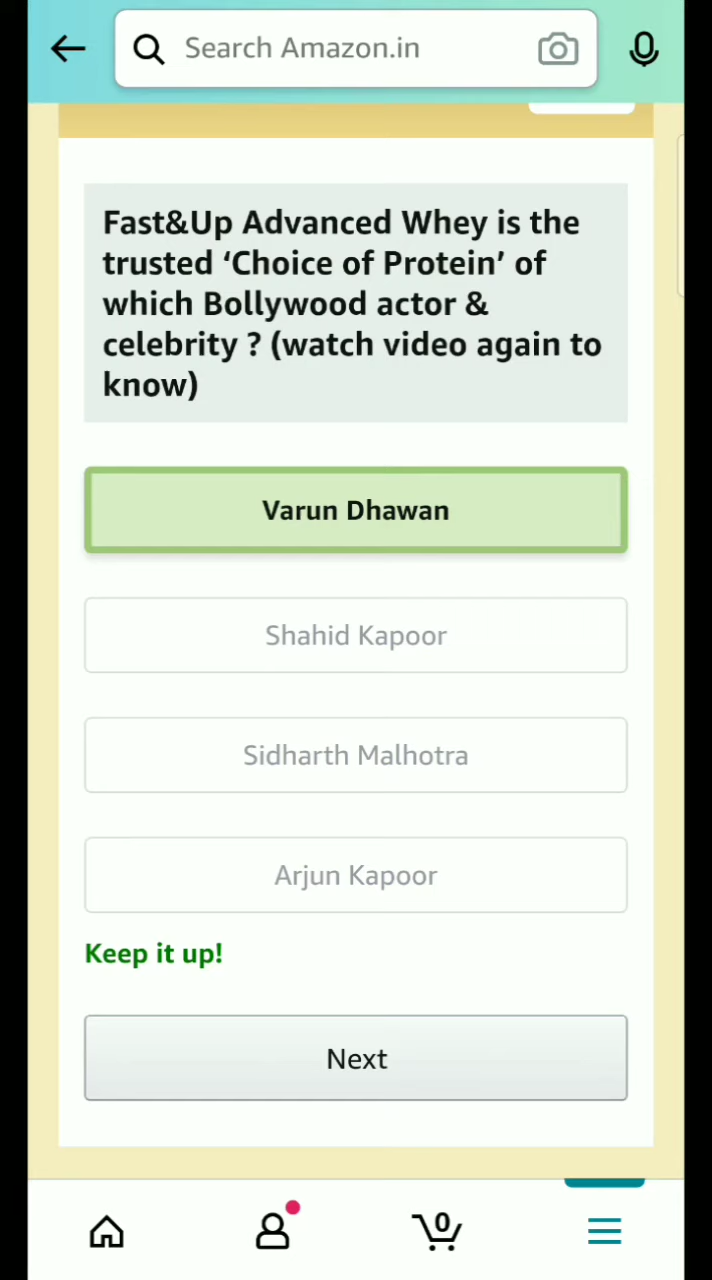 Search Amazon.in
Fast&Up Advanced Whey is the
trusted ‘Choice of Protein’ of
which Bollywood actor &
celebrity ? (watch video again to
know)
Varun Dhawan
Shahid Kapoor
Sidharth Malhotra
Arjun Kapoor
Keep it up!
Next
0